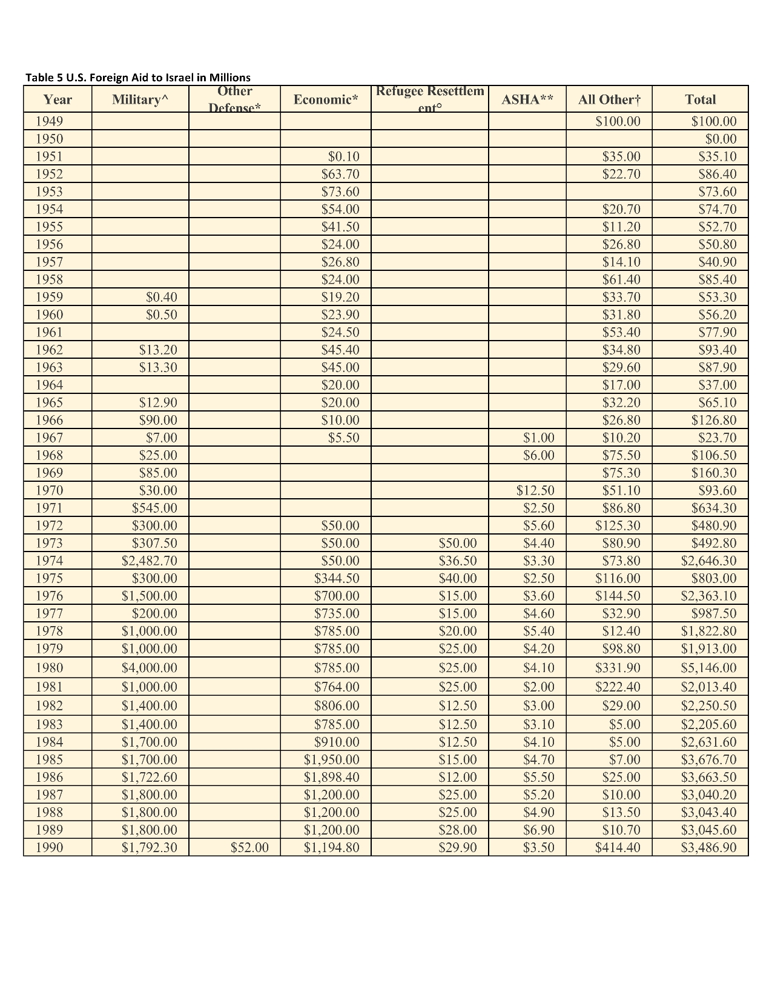 Table 5 U.S. Foreign Aid to Israel in Millions
Year Military^ Other Defense* Economic* Refugee Resettlem ent° ASHA** All Other† Total
1949 $100.00 $100.00
1950 $0.00
1951 $0.10 $35.00 $35.10
1952 $63.70 $22.70 $86.40
1953 $73.60 $73.60
1954 $54.00 $20.70 $74.70
1955 $41.50 $11.20 $52.70
1956 $24.00 $26.80 $50.80
1957 $26.80 $14.10 $40.90
1958 $24.00 $61.40 $85.40
1959 $0.40 $19.20 $33.70 $53.30
1960 $0.50 $23.90 $31.80 $56.20
1961 $24.50 $53.40 $77.90
1962 $13.20 $45.40 $34.80 $93.40
1963 $13.30 $45.00 $29.60 $87.90
1964 $20.00 $17.00 $37.00
1965 $12.90 $20.00 $32.20 $65.10
1966 $90.00 $10.00 $26.80 $126.80
1967 $7.00 $5.50 $1.00 $10.20 $23.70
1968 $25.00 $6.00 $75.50 $106.50
1969 $85.00 $75.30 $160.30
1970 $30.00 $12.50 $51.10 $93.60
1971 $545.00 $2.50 $86.80 $634.30
1972 $300.00 $50.00 $5.60 $125.30 $480.90
1973 $307.50 $50.00 $50.00 $4.40 $80.90 $492.80
1974 $2,482.70 $50.00 $36.50 $3.30 $73.80 $2,646.30
1975 $300.00 $344.50 $40.00 $2.50 $116.00 $803.00
1976 $1,500.00 $700.00 $15.00 $3.60 $144.50 $2,363.10
1977 $200.00 $735.00 $15.00 $4.60 $32.90 $987.50
1978 $1,000.00 $785.00 $20.00 $5.40 $12.40 $1,822.80
1979 $1,000.00 $785.00 $25.00 $4.20 $98.80 $1,913.00
1980 $4,000.00 $785.00 $25.00 $4.10 $331.90 $5,146.00
1981 $1,000.00 $764.00 $25.00 $2.00 $222.40 $2,013.40
1982 $1,400.00 $806.00 $12.50 $3.00 $29.00 $2,250.50
1983 $1,400.00 $785.00 $12.50 $3.10 $5.00 $2,205.60
1984 $1,700.00 $910.00 $12.50 $4.10 $5.00 $2,631.60
1985 $1,700.00 $1,950.00 $15.00 $4.70 $7.00 $3,676.70
1986 $1,722.60 $1,898.40 $12.00 $5.50 $25.00 $3,663.50
1987 $1,800.00 $1,200.00 $25.00 $5.20 $10.00 $3,040.20
1988 $1,800.00 $1,200.00 $25.00 $4.90 $13.50 $3,043.40
1989 $1,800.00 $1,200.00 $28.00 $6.90 $10.70 $3,045.60
1990 $1,792.30 $52.00 $1,194.80 $29.90 $3.50 $414.40 $3,486.90